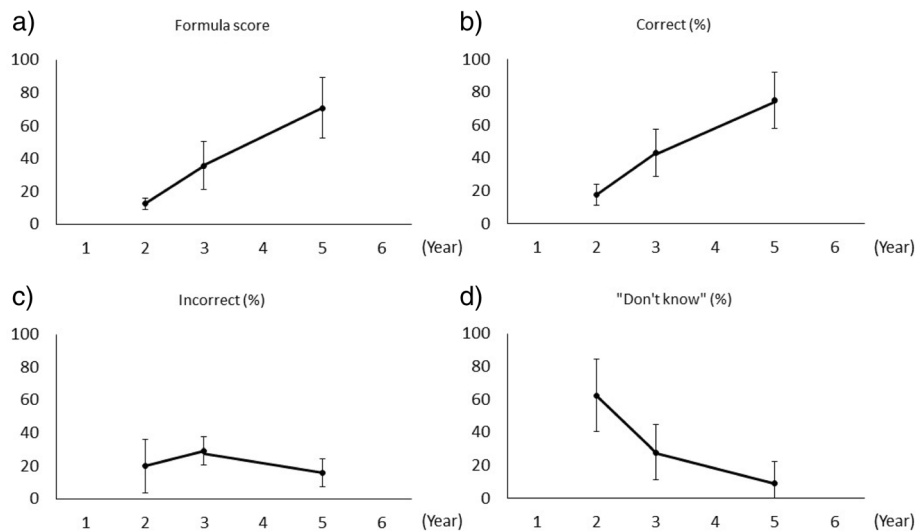 a)
Formula score
100
80
60
40
20
0
1 2 3 4 5 6 (Year)
b)
Correct (%)
100
80
60
40
20
0
1 2 3 4 5 6 (Year)
c)
Incorrect (%)
100
80
60
40
20
0
1 2 3 4 5 6 (Year)
d)
"Don't know" (%)
100
80
60
40
20
0
1 2 3 4 5 6 (Year)